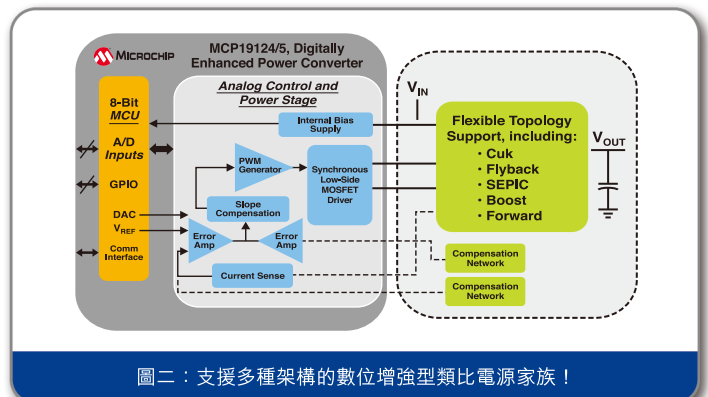 MICROCHIP
MCP19124/5, Digitally
Enhanced Power Converter
8-Bit
MCU
A/D
Inputs
GPIO
DAC
VREF
Comm
Interface
Analog Control and
Power Stage
Internal Bias
Supply
PWM
Generator
Synchronous
Low-Side
MOSFET
Driver
Slope
Compensation
Error
Amp
Error
Amp
Current Sense
VIN
Flexible Topology
Support, including:
· Cuk
· Flyback
· SEPIC
· Boost
· Forward
VOUT
Compensation
Network
Compensation
Network
圖二：支援多種架構的數位增強型類比電源家族！